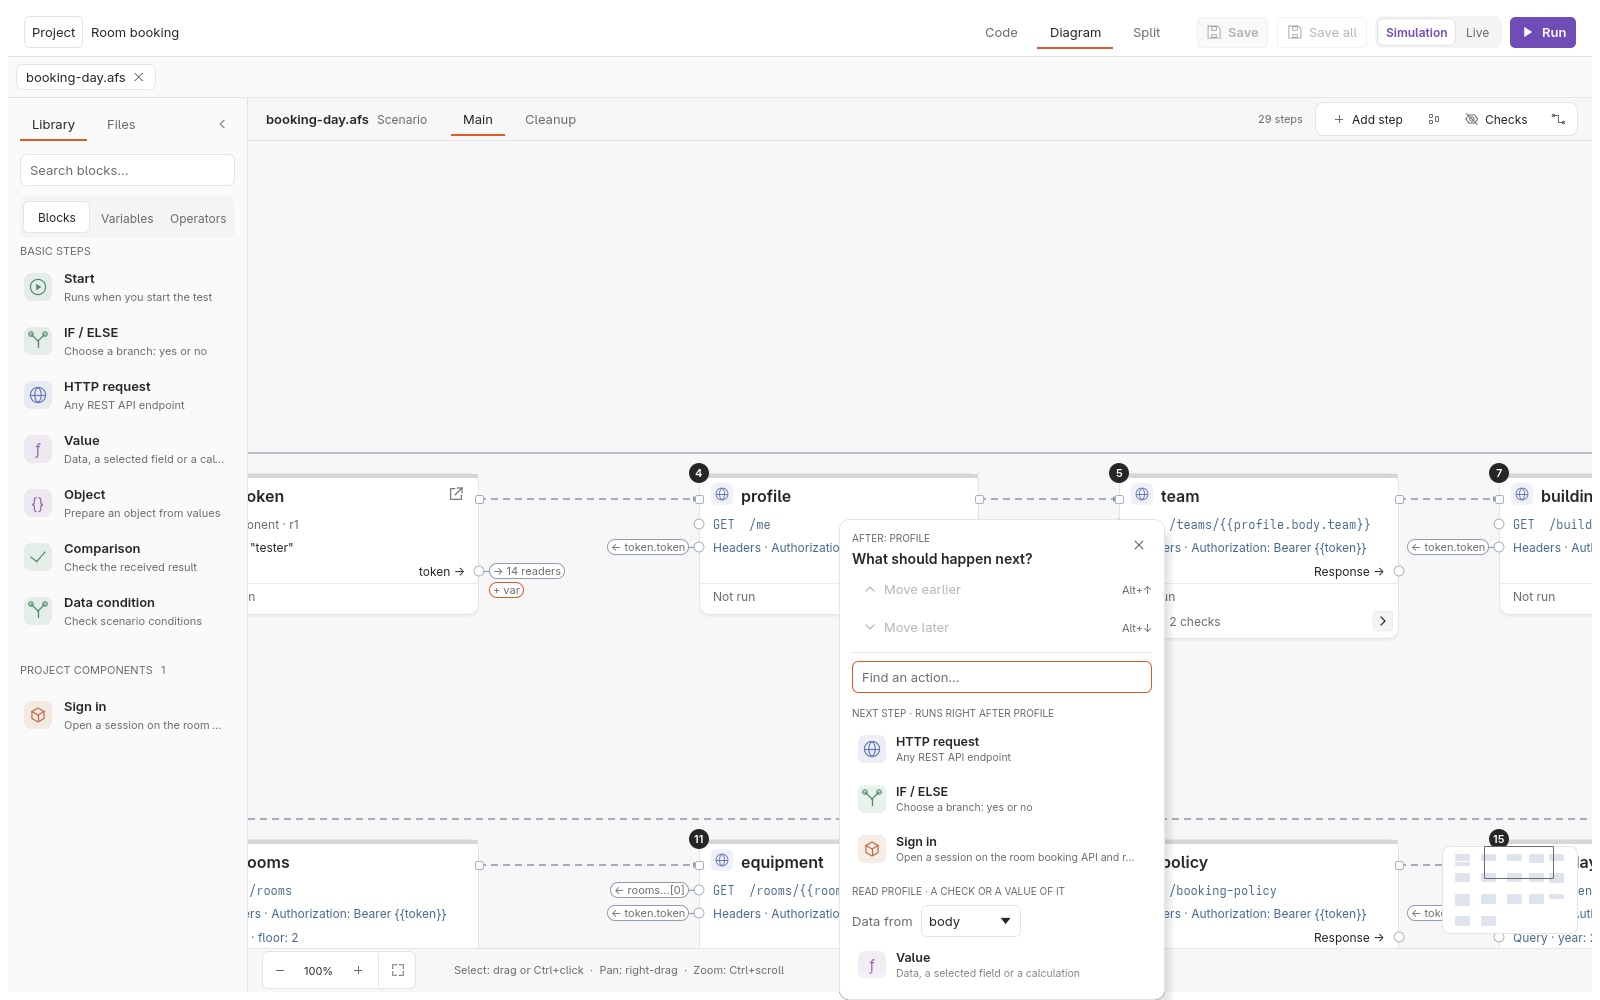 Project
Room booking
Code
Diagram
Split
Save
Save all
Simulation
Live
Run
booking-day.afs
Library
Files
booking-day.afs Scenario
Main
Cleanup
29 steps
Add step
Checks
Search blocks...
Blocks
Variables
Operators
BASIC STEPS
Start
Runs when you start the test
IF / ELSE
Choose a branch: yes or no
HTTP request
Any REST API endpoint
Value
Data, a selected field or a cal...
Object
Prepare an object from values
Comparison
Check the received result
Data condition
Check scenario conditions
PROJECT COMPONENTS 1
Sign in
Open a session on the room ...
oken
onent · r1
"tester"
token →
→ 14 readers
+ var
n
4
profile
GET /me
← token.token
Headers · Authorizatio
Not run
5
team
/teams/{{profile.body.team}}
ers · Authorization: Bearer {{token}}
Response →
un
2 checks
7
buildin
GET /build
← token.token
Headers · Aut
Not run
AFTER: PROFILE
What should happen next?
Move earlier
Alt+↑
Move later
Alt+↓
Find an action...
NEXT STEP · RUNS RIGHT AFTER PROFILE
HTTP request
Any REST API endpoint
IF / ELSE
Choose a branch: yes or no
Sign in
Open a session on the room booking API and r...
READ PROFILE · A CHECK OR A VALUE OF IT
Data from
body
Value
Data, a selected field or a calculation
ooms
/rooms
ers · Authorization: Bearer {{token}}
· floor: 2
11
equipment
← rooms...[0]
GET /rooms/{{room
← token.token
Headers · Authorizatio
policy
/booking-policy
ers · Authorization: Bearer {{token}}
Response →
15
ay
en
← toke
Aut
Query · year: 2
100%
Select: drag or Ctrl+click · Pan: right-drag · Zoom: Ctrl+scroll